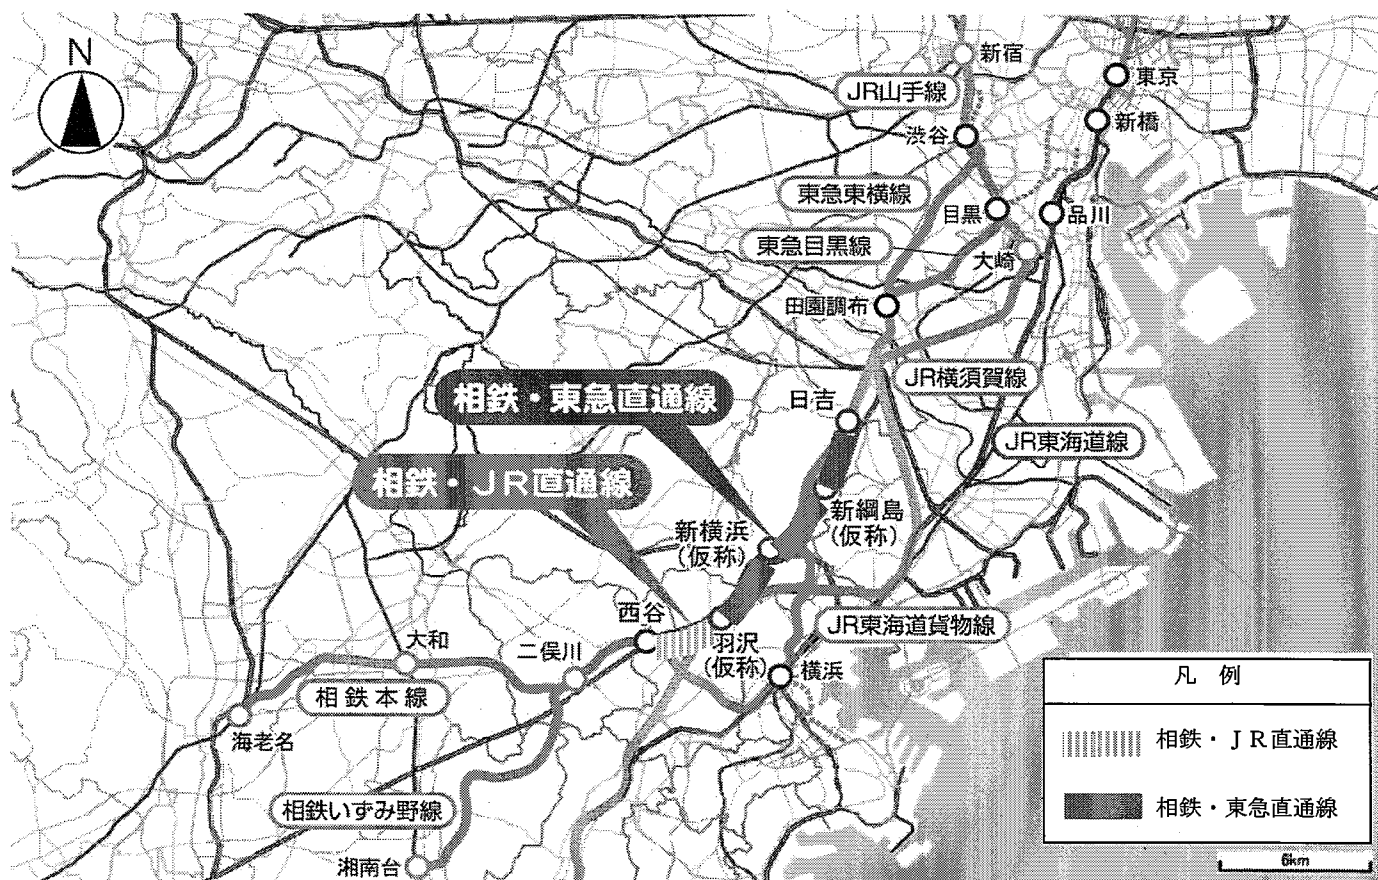 N
新宿
東京
JR山手線
新橋
渋谷
東急東横線
目黒
品川
東急目黒線
大崎
田園調布
JR横須賀線
相鉄・東急直通線
日吉
JR東海道線
相鉄・JR直通線
新綱島
(仮称)
新横浜
(仮称)
西谷
羽沢
(仮称)
JR東海道貨物線
大和
二俣川
横浜
相鉄本線
海老名
相鉄いずみ野線
湘南台
凡 例
相鉄・JR直通線
相鉄・東急直通線
6km